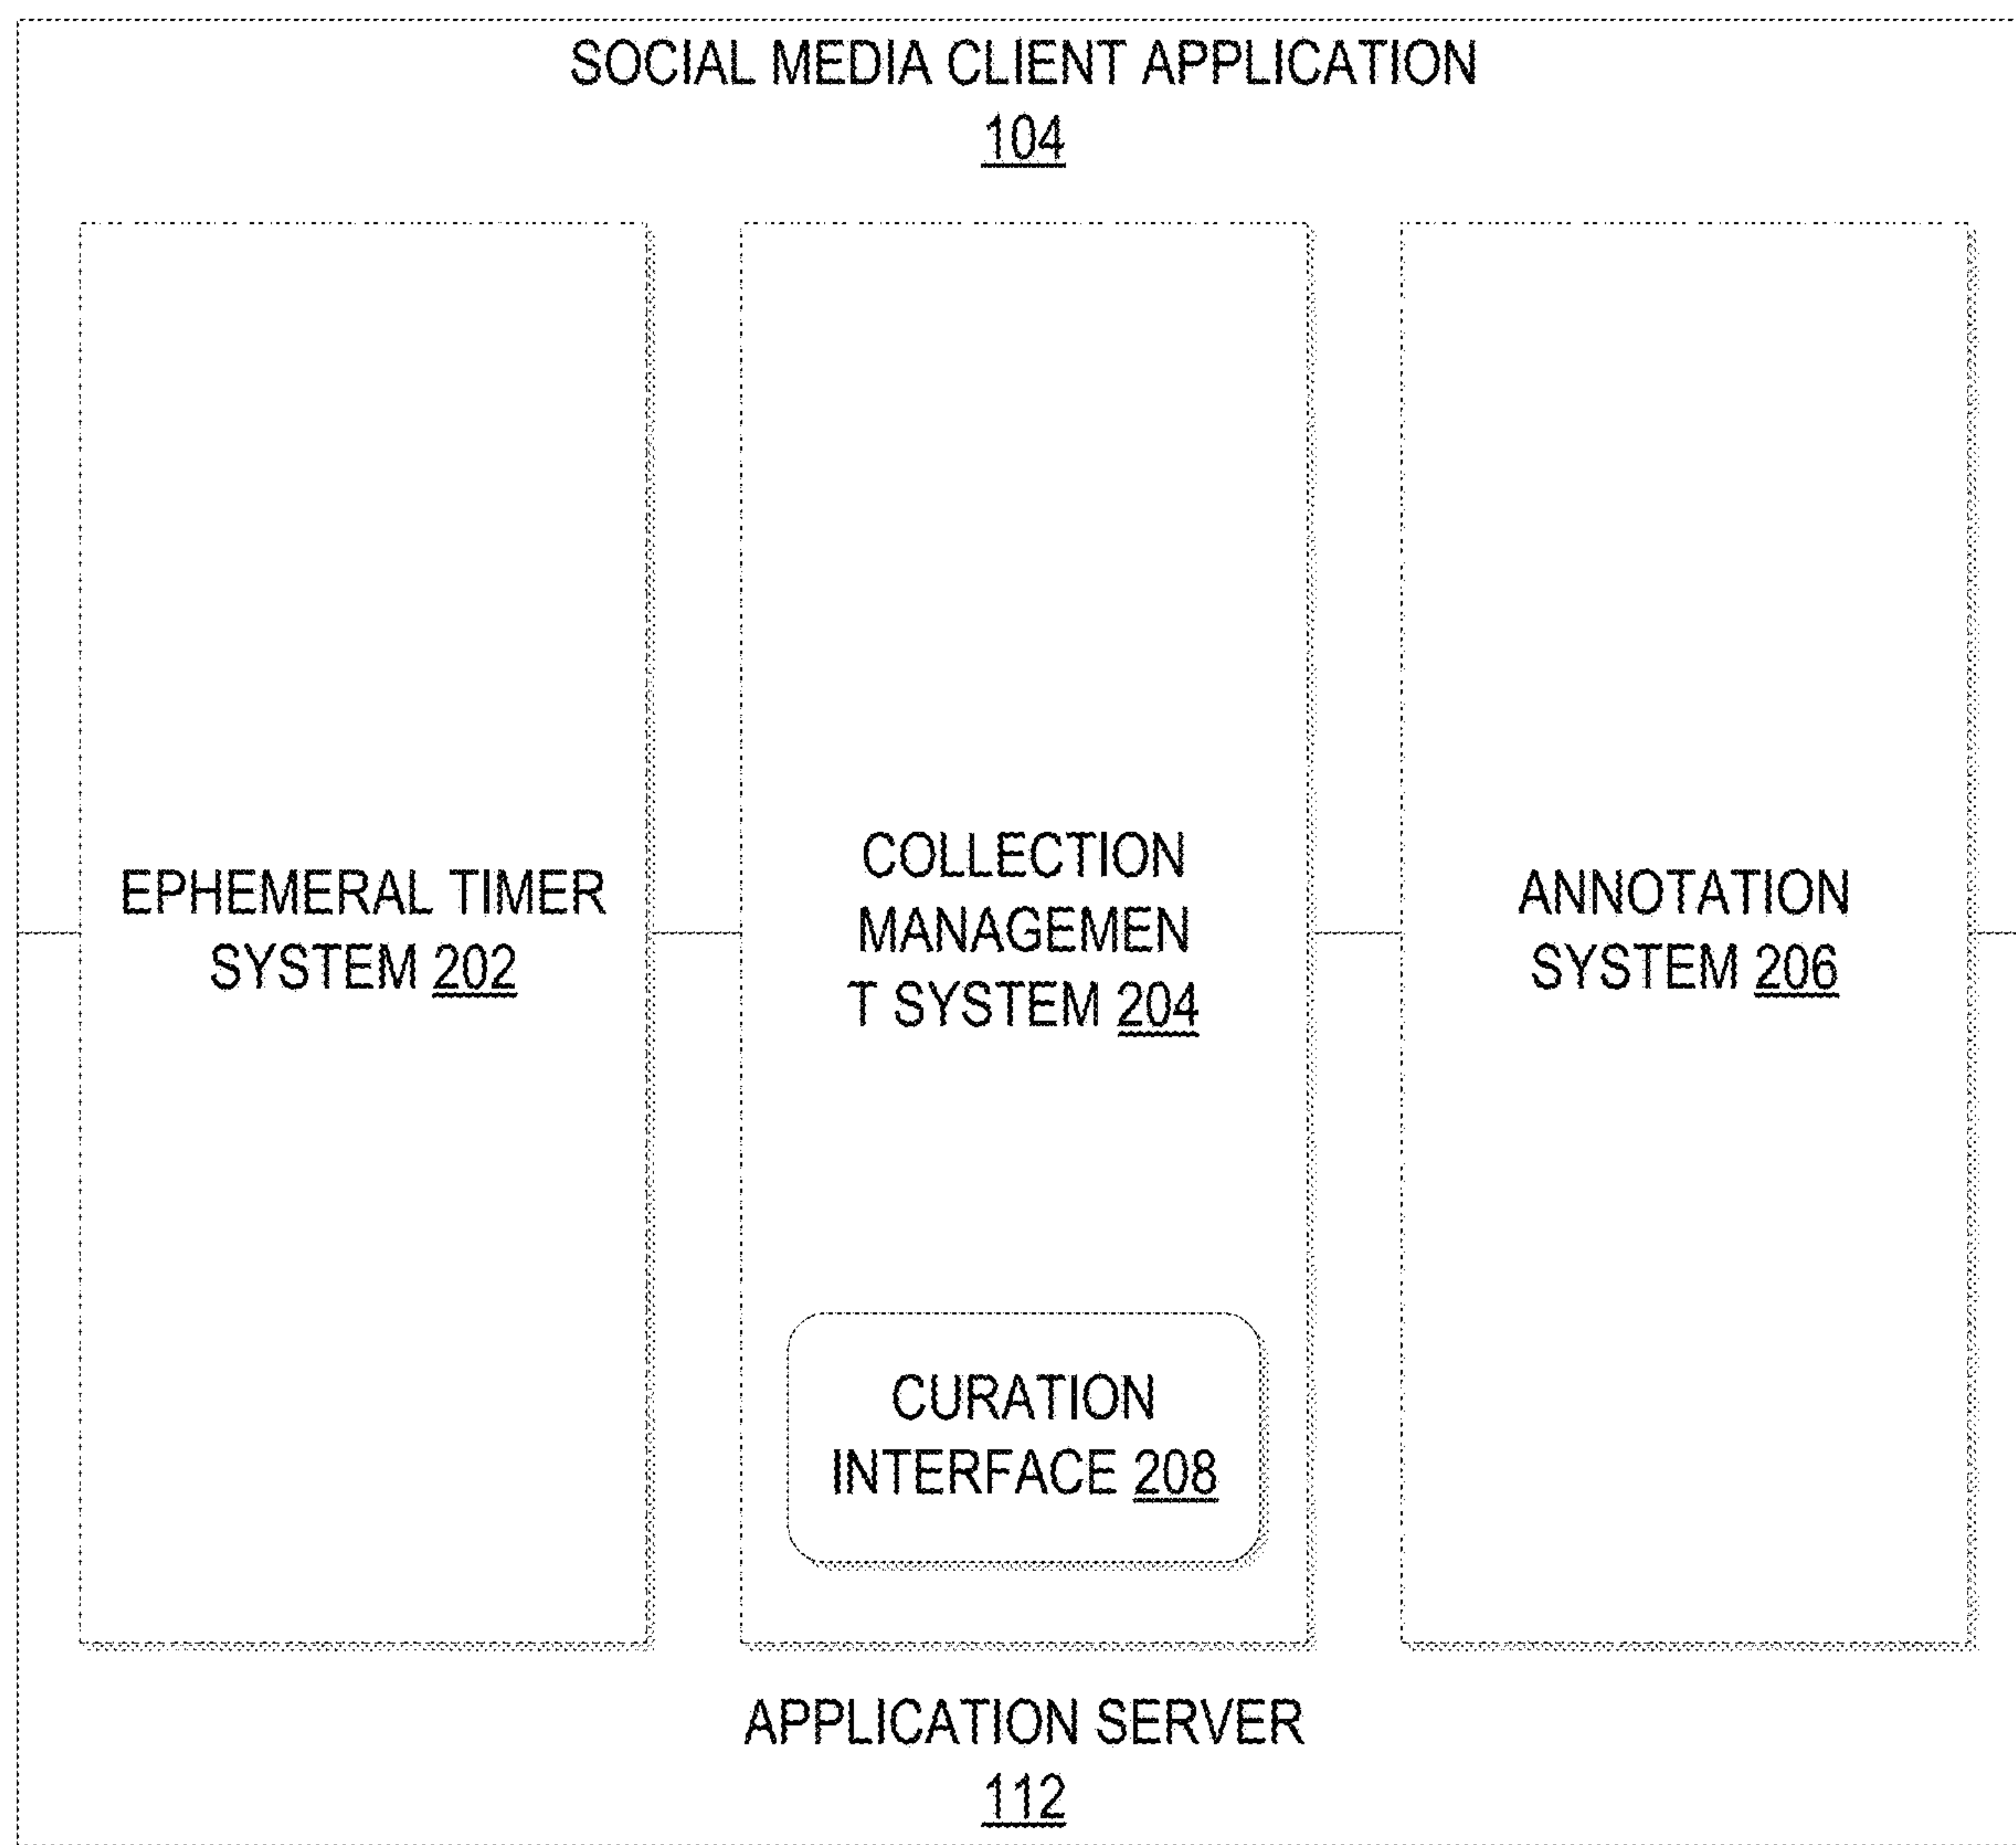 SOCIAL MEDIA CLIENT APPLICATION
104
EPHEMERAL TIMER
SYSTEM 202
COLLECTION
MANAGEMEN
T SYSTEM 204
ANNOTATION
SYSTEM 206
CURATION
INTERFACE 208
APPLICATION SERVER
112